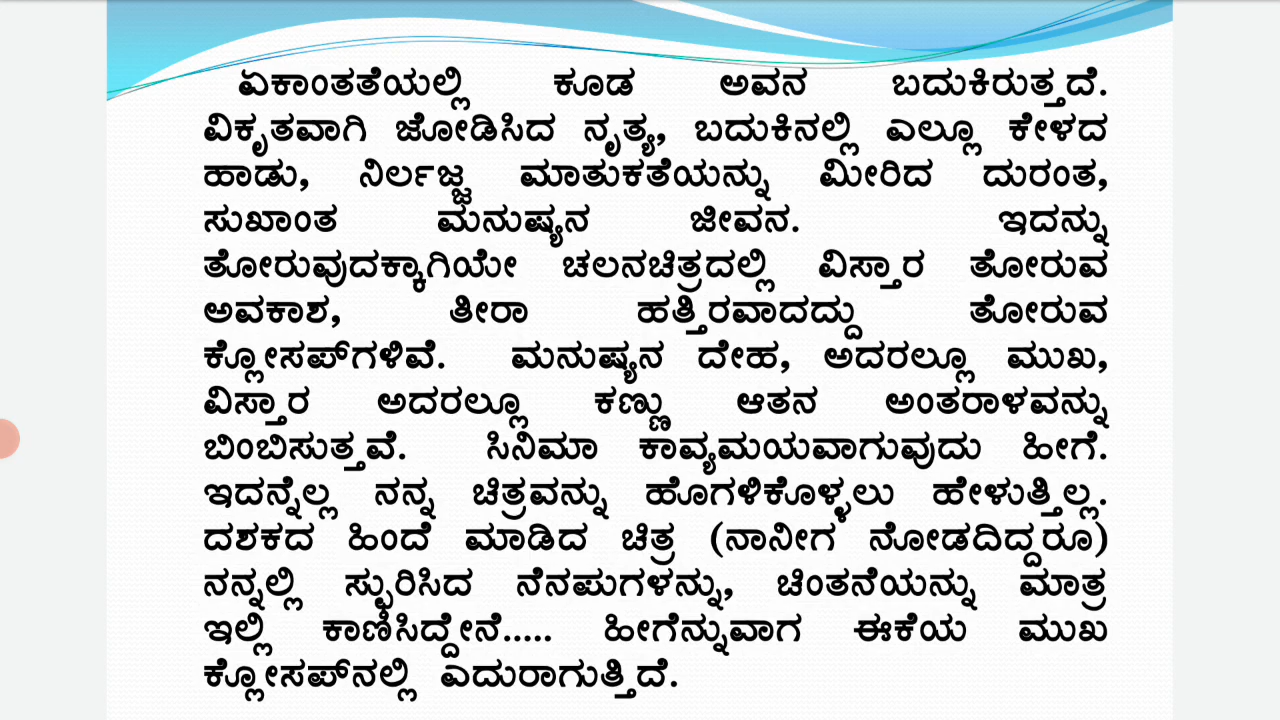 ಏಕಾಂತತೆಯಲ್ಲಿ ಕೂಡ ಅವನ ಬದುಕಿರುತ್ತದೆ.
ವಿಕೃತವಾಗಿ ಜೋಡಿಸಿದ ನೃತ್ಯ, ಬದುಕಿನಲ್ಲಿ ಎಲ್ಲೂ ಕೇಳದ
ಹಾಡು, ನಿರ್ಲಜ್ಜ ಮಾತುಕತೆಯನ್ನು ಮೀರಿದ ದುರಂತ,
ಸುಖಾಂತ ಮನುಷ್ಯನ ಜೀವನ. ಇದನ್ನು
ತೋರುವುದಕ್ಕಾಗಿಯೇ ಚಲನಚಿತ್ರದಲ್ಲಿ ವಿಸ್ತಾರ ತೋರುವ
ಅವಕಾಶ, ತೀರಾ ಹತ್ತಿರವಾದದ್ದು ತೋರುವ
ಕ್ಲೋಸಪ್‌ಗಳಿವೆ. ಮನುಷ್ಯನ ದೇಹ, ಅದರಲ್ಲೂ ಮುಖ,
ವಿಸ್ತಾರ ಅದರಲ್ಲೂ ಕಣ್ಣು ಆತನ ಅಂತರಾಳವನ್ನು
ಬಿಂಬಿಸುತ್ತವೆ. ಸಿನಿಮಾ ಕಾವ್ಯಮಯವಾಗುವುದು ಹೀಗೆ.
ಇದನ್ನೆಲ್ಲ ನನ್ನ ಚಿತ್ರವನ್ನು ಹೊಗಳಿಕೊಳ್ಳಲು ಹೇಳುತ್ತಿಲ್ಲ.
ದಶಕದ ಹಿಂದೆ ಮಾಡಿದ ಚಿತ್ರ (ನಾನೀಗ ನೋಡದಿದ್ದರೂ)
ನನ್ನಲ್ಲಿ ಸ್ಫುರಿಸಿದ ನೆನಪುಗಳನ್ನು, ಚಿಂತನೆಯನ್ನು ಮಾತ್ರ
ಇಲ್ಲಿ ಕಾಣಿಸಿದ್ದೇನೆ..... ಹೀಗೆನ್ನುವಾಗ ಈಕೆಯ ಮುಖ
ಕ್ಲೋಸಪ್‌ನಲ್ಲಿ ಎದುರಾಗುತ್ತಿದೆ.